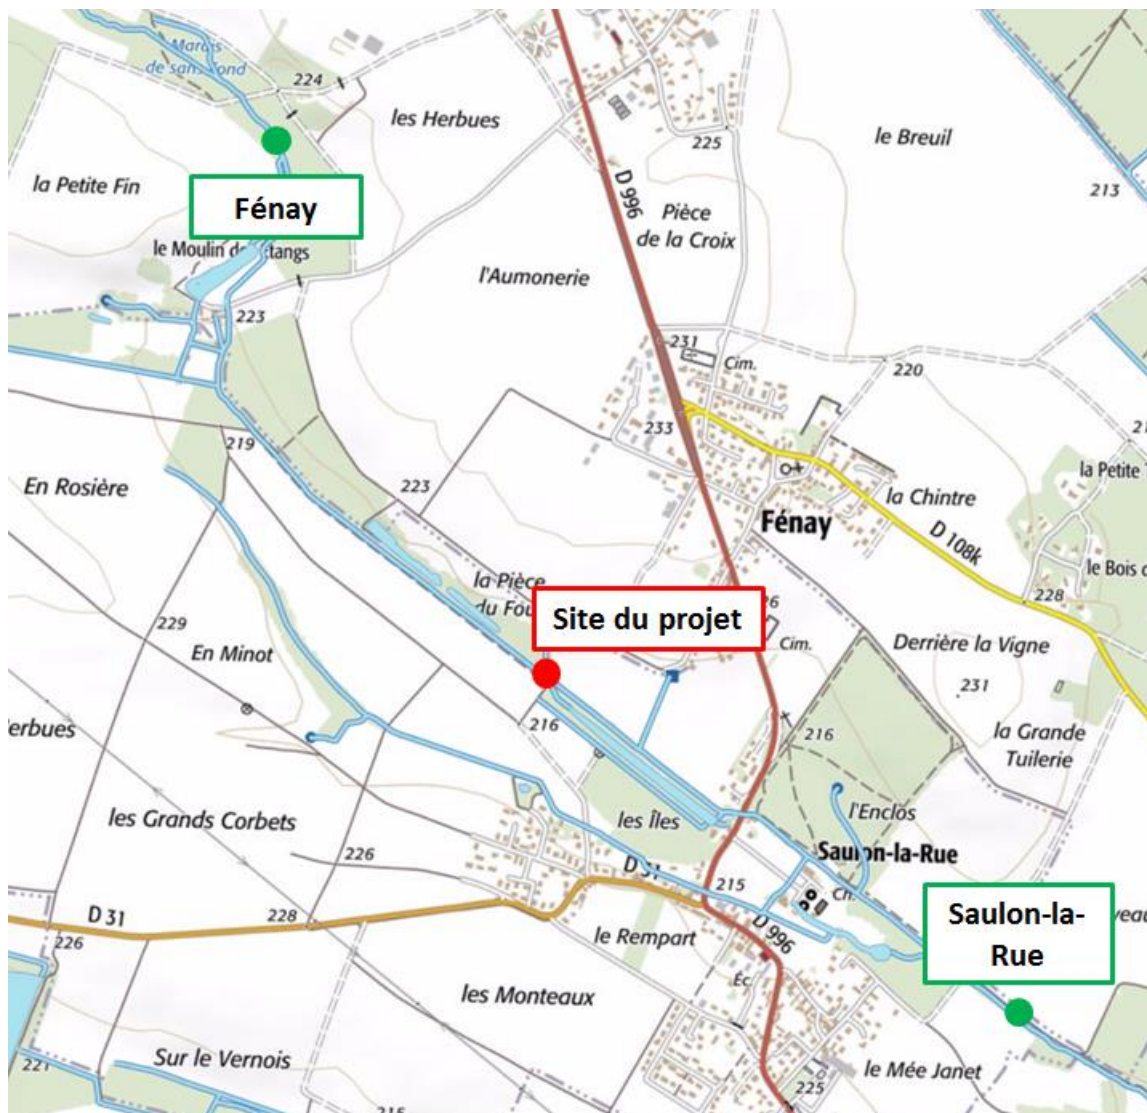 Marais
de sans fond
224
les Herbues
le Breuil
225
D 996
213
la Petite Fin
Fénay
Pièce
de la Croix
le Moulin de
tangs
l'Aumonerie
223
231
Cim.
220
219
233
En Rosière
223
la Chintre
la Petite
Fénay
D 108k
le Bois d
la Pièce
du Fou
228
Site du projet
229
En Minot
Cim.
Derrière la Vigne
231
216
216
la Grande
Tuilerie
erbues
les Îles
l'Enclos
les Grands Corbets
226
Saulon-la-Rue
D 31
215
Ch.
D 31
228
226
le Rempart
D 996
Saulon-la-
Rue
les Monteaux
Éc.
221
Sur le Vernois
le Mée Janet
225
215